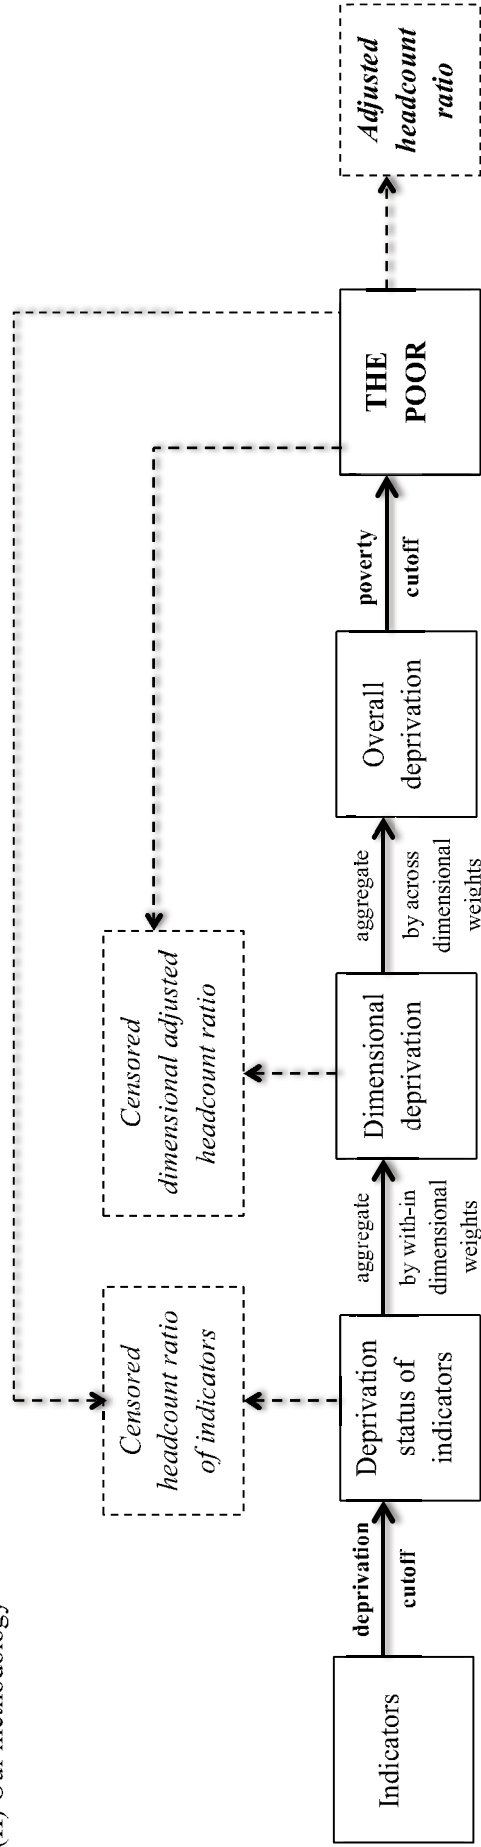 (II) Our methodology
Censored
headcount ratio
of indicators
Censored
dimensional adjusted
headcount ratio
Indicators
deprivation
cutoff
Deprivation
status of
indicators
aggregate
by with-in
dimensional
weights
Dimensional
deprivation
aggregate
by across
dimensional
weights
Overall
deprivation
poverty
cutoff
THE
POOR
Adjusted
headcount
ratio